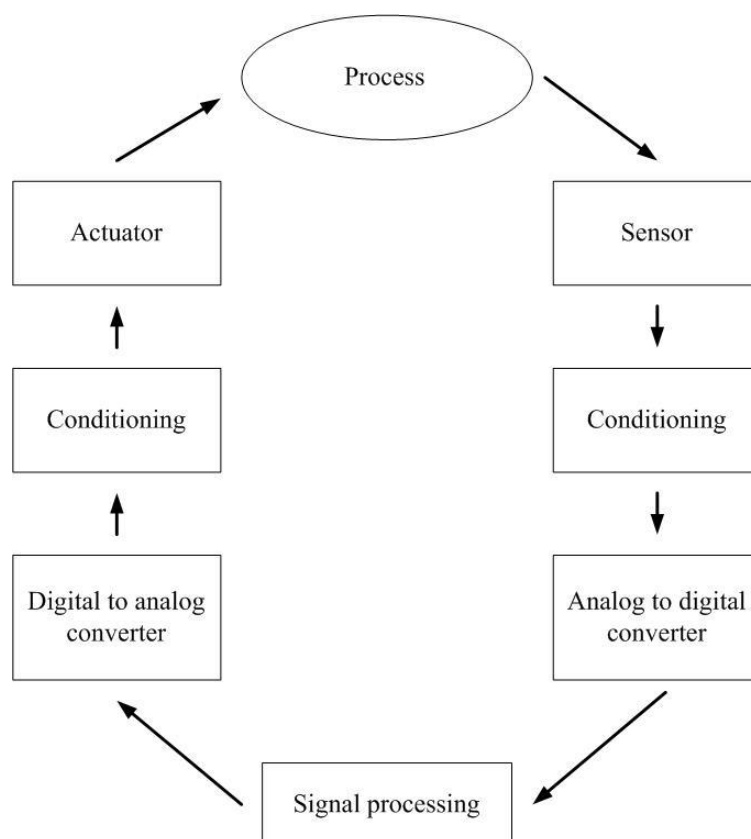 Process
Actuator
Sensor
Conditioning
Conditioning
Digital to analog
converter
Analog to digital
converter
Signal processing